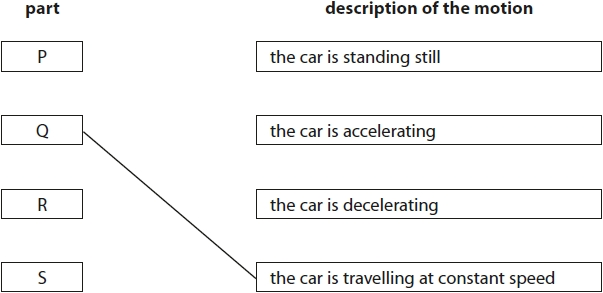 part description of the motion
P the car is standing still
Q the car is accelerating
R the car is decelerating
S the car is travelling at constant speed